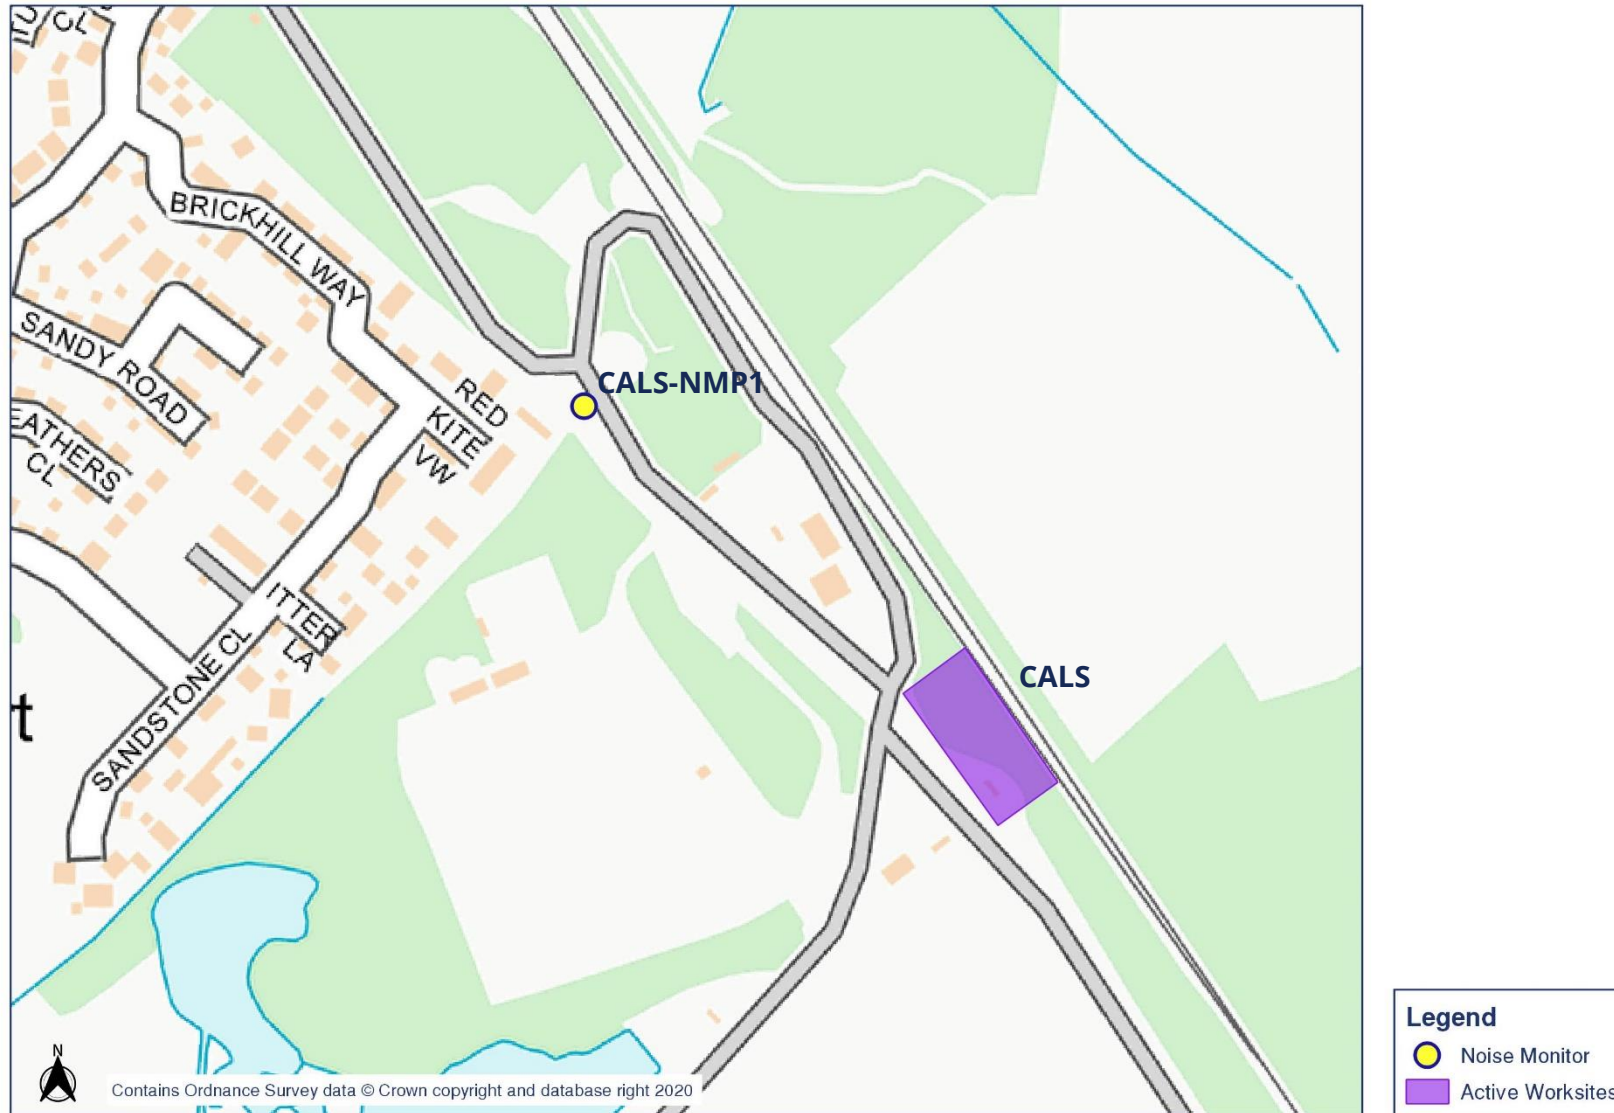 CL
BRICKHILL WAY
SANDY ROAD
RED
KITE
VW
CALS-NMP1
EATHERS
CL
ITTER
LA
SANDSTONE CL
CALS
t
N
Contains Ordnance Survey data © Crown copyright and database right 2020
Legend
Noise Monitor
Active Worksites